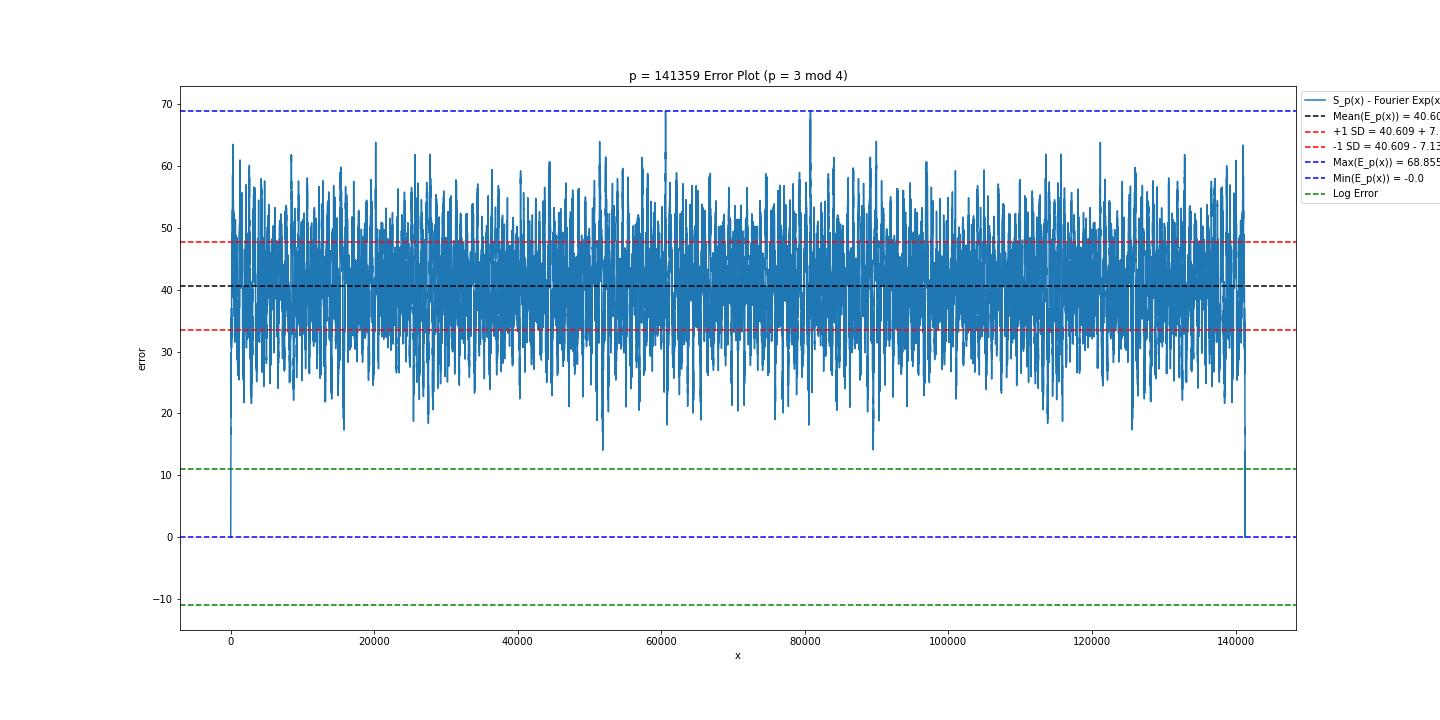 p = 141359 Error Plot (p = 3 mod 4)
70
60
50
40
30
20
10
0
−10
error
0
20000
40000
60000
80000
100000
120000
140000
x
S_p(x) - Fourier Exp(x
Mean(E_p(x)) = 40.60
+1 SD = 40.609 + 7.
-1 SD = 40.609 - 7.13
Max(E_p(x)) = 68.855
Min(E_p(x)) = -0.0
Log Error